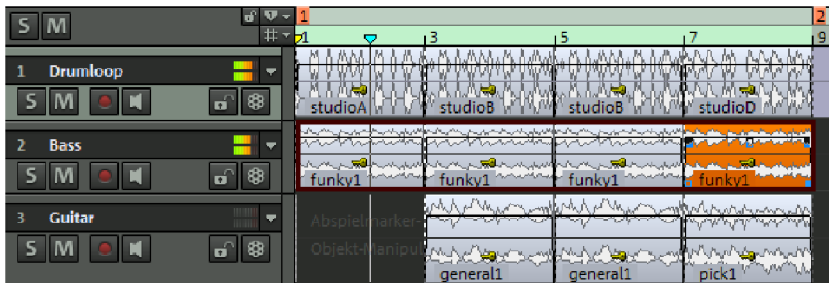 S M 1 2
1 3 5 7 9
1 Drumloop
S M studioA studioB studioB studioD
2 Bass
S M funky1 funky1 funky1 funky1
3 Guitar Abspielmarker-
S M Objekt-Manipu general1 general1 pick1